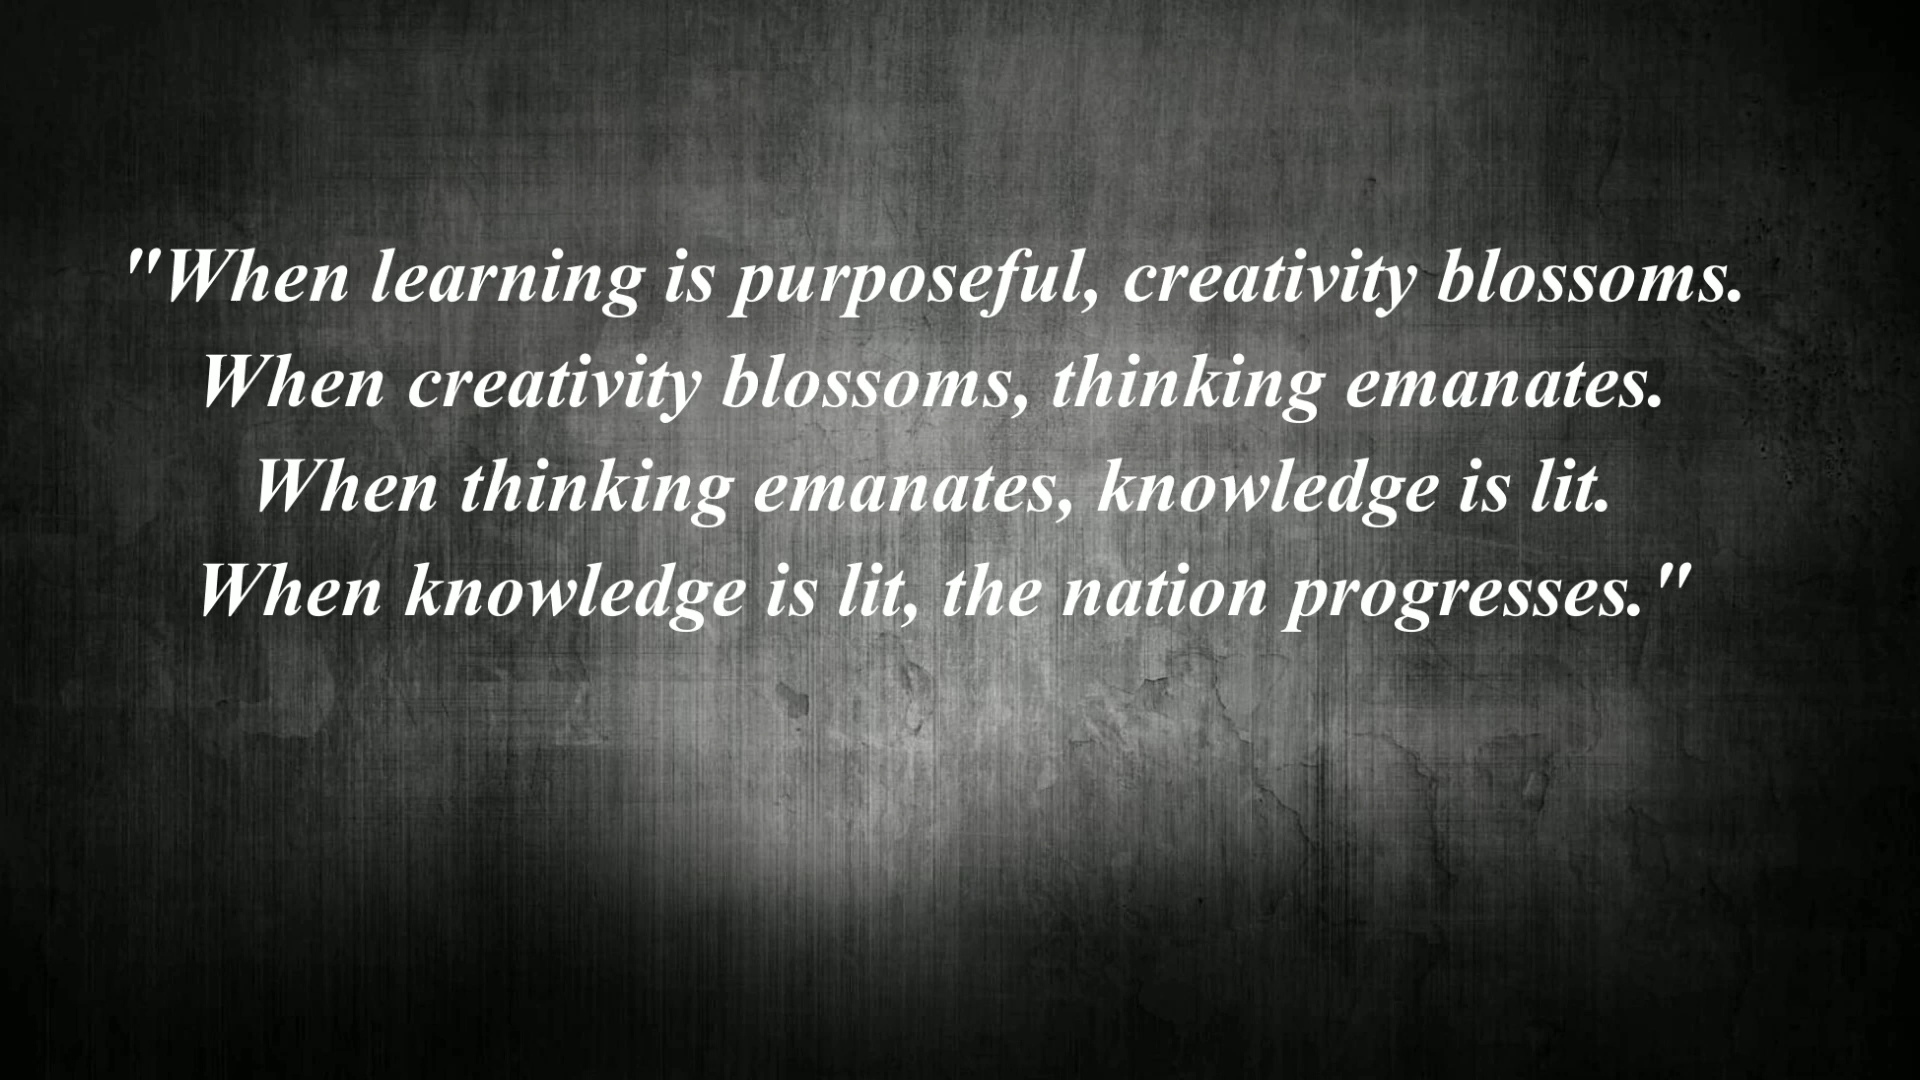 "When learning is purposeful, creativity blossoms.
When creativity blossoms, thinking emanates.
When thinking emanates, knowledge is lit.
When knowledge is lit, the nation progresses."